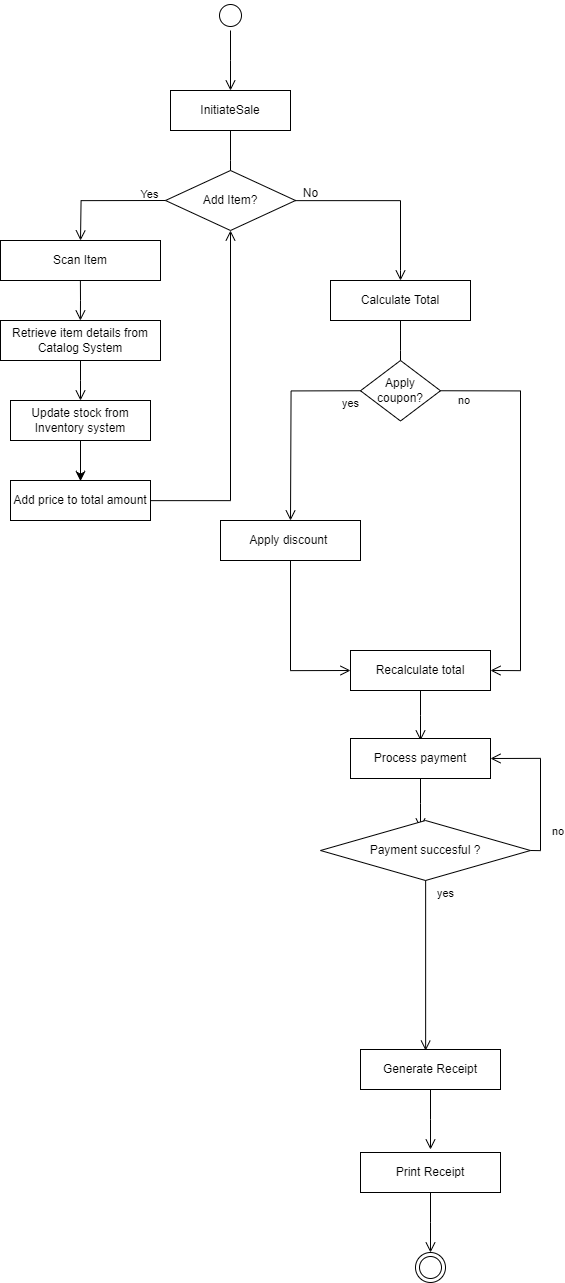 InitiateSale
Yes
Add Item?
No
Scan Item
Calculate Total
Retrieve item details from
Catalog System
Apply
coupon?
yes
no
Update stock from
Inventory system
Add price to total amount
Apply discount
Recalculate total
Process payment
no
Payment succesful ?
yes
Generate Receipt
Print Receipt